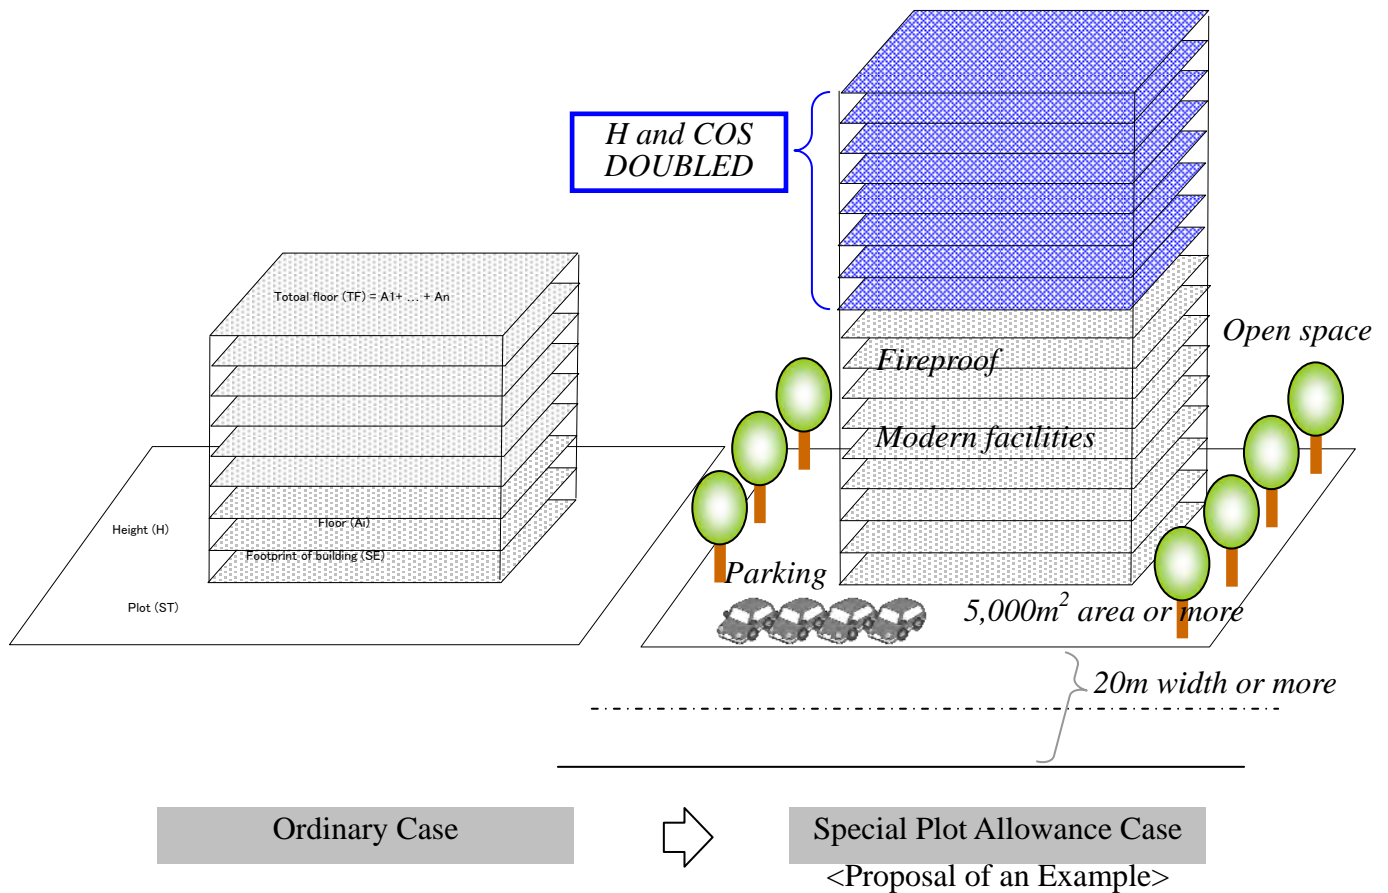 H and COS
DOUBLED
Totoal floor (TF) = A1+ … + An
Open space
Fireproof
Modern facilities
Height (H)
Floor (Ai)
Footprint of building (SE)
Plot (ST)
Parking
5,000m² area or more
20m width or more
Ordinary Case
Special Plot Allowance Case
<Proposal of an Example>